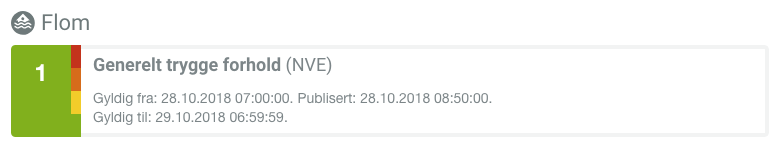 Flom
1
Generelt trygge forhold (NVE)
Gyldig fra: 28.10.2018 07:00:00. Publisert: 28.10.2018 08:50:00.
Gyldig til: 29.10.2018 06:59:59.